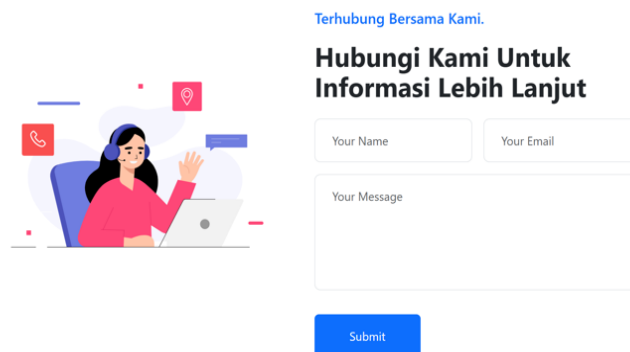 Terhubung Bersama Kami.
Hubungi Kami Untuk
Informasi Lebih Lanjut
Your Name
Your Email
Your Message
Submit